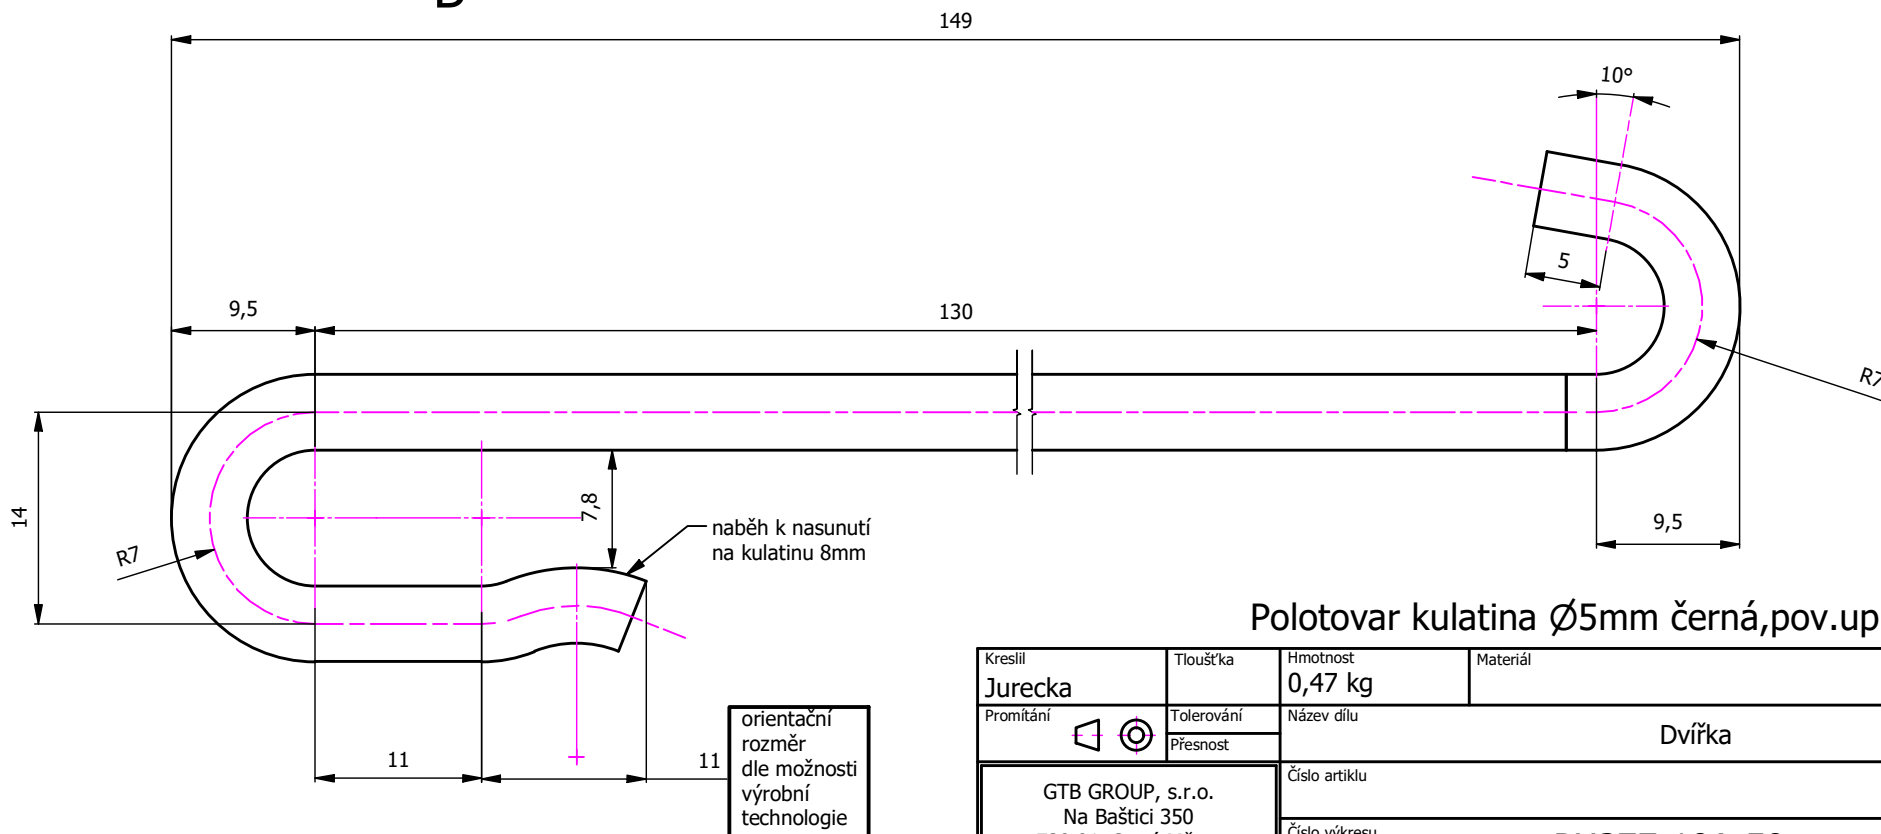 149
10°
5
9,5
130
R7
14
7,8
R7
naběh k nasunutí
na kulatinu 8mm
9,5
Polotovar kulatina Ø5mm černá,pov.up
Kreslil
Jurecka
Tloušťka
Hmotnost
0,47 kg
Materiál
Promítání
Tolerování
Přesnost
Název dílu
Dvířka
orientační
rozměr
dle možnosti
výrobní
technologie
11
11
Číslo artiklu
GTB GROUP, s.r.o.
Na Baštici 350
Číslo výkresu